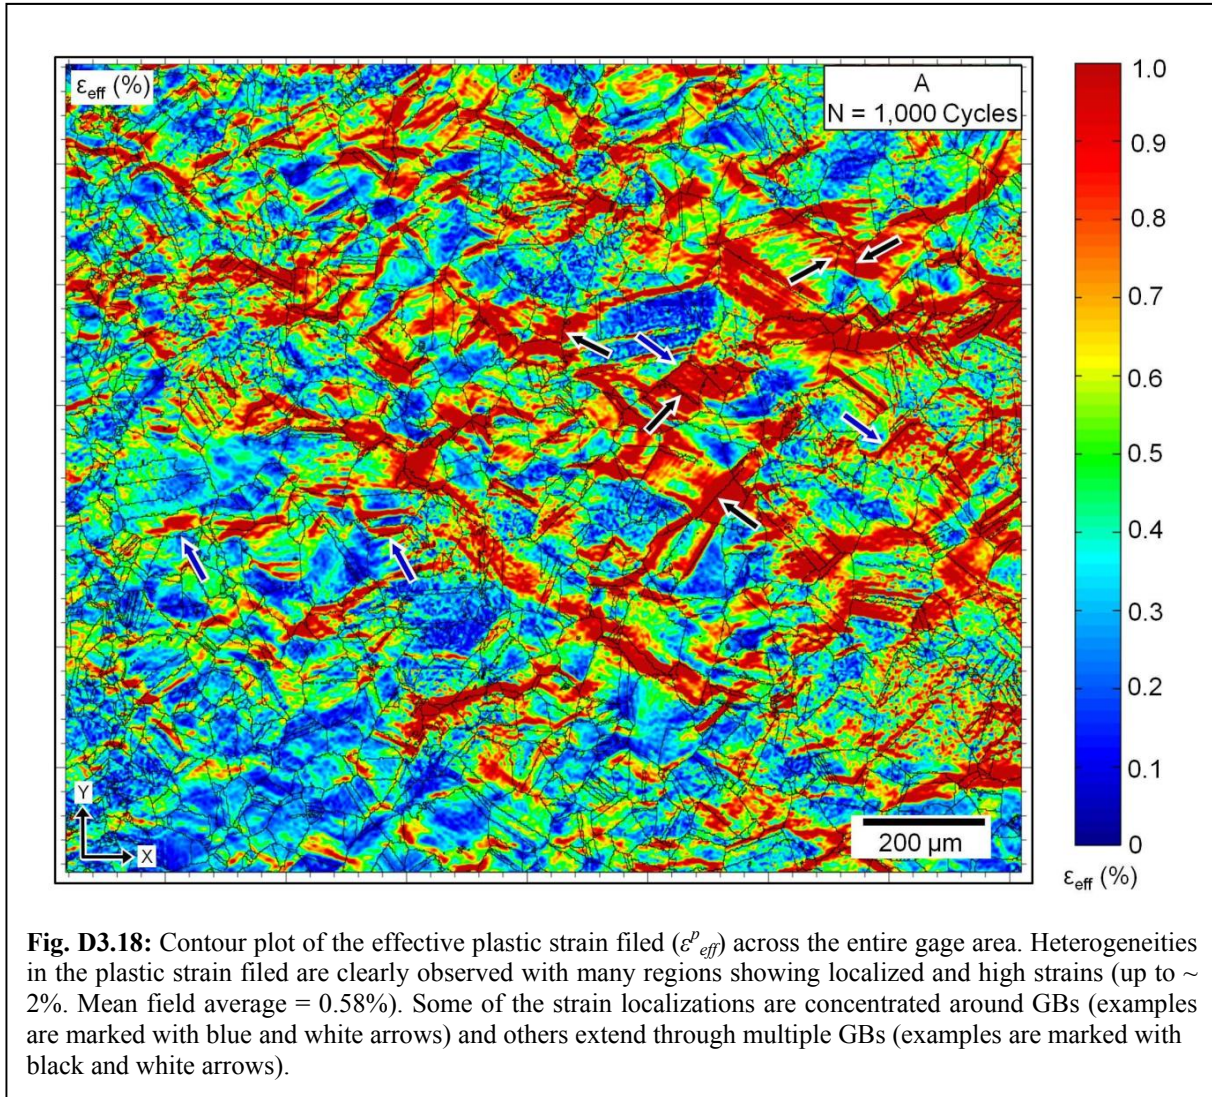 ε_eff (%)
A
N = 1,000 Cycles
1.0
0.9
0.8
0.7
0.6
0.5
0.4
0.3
0.2
0.1
0
ε_eff (%)
Y
X
200 µm
Fig. D3.18: Contour plot of the effective plastic strain filed (ε^p_eff) across the entire gage area. Heterogeneities
in the plastic strain filed are clearly observed with many regions showing localized and high strains (up to ~
2%. Mean field average = 0.58%). Some of the strain localizations are concentrated around GBs (examples
are marked with blue and white arrows) and others extend through multiple GBs (examples are marked with
black and white arrows).